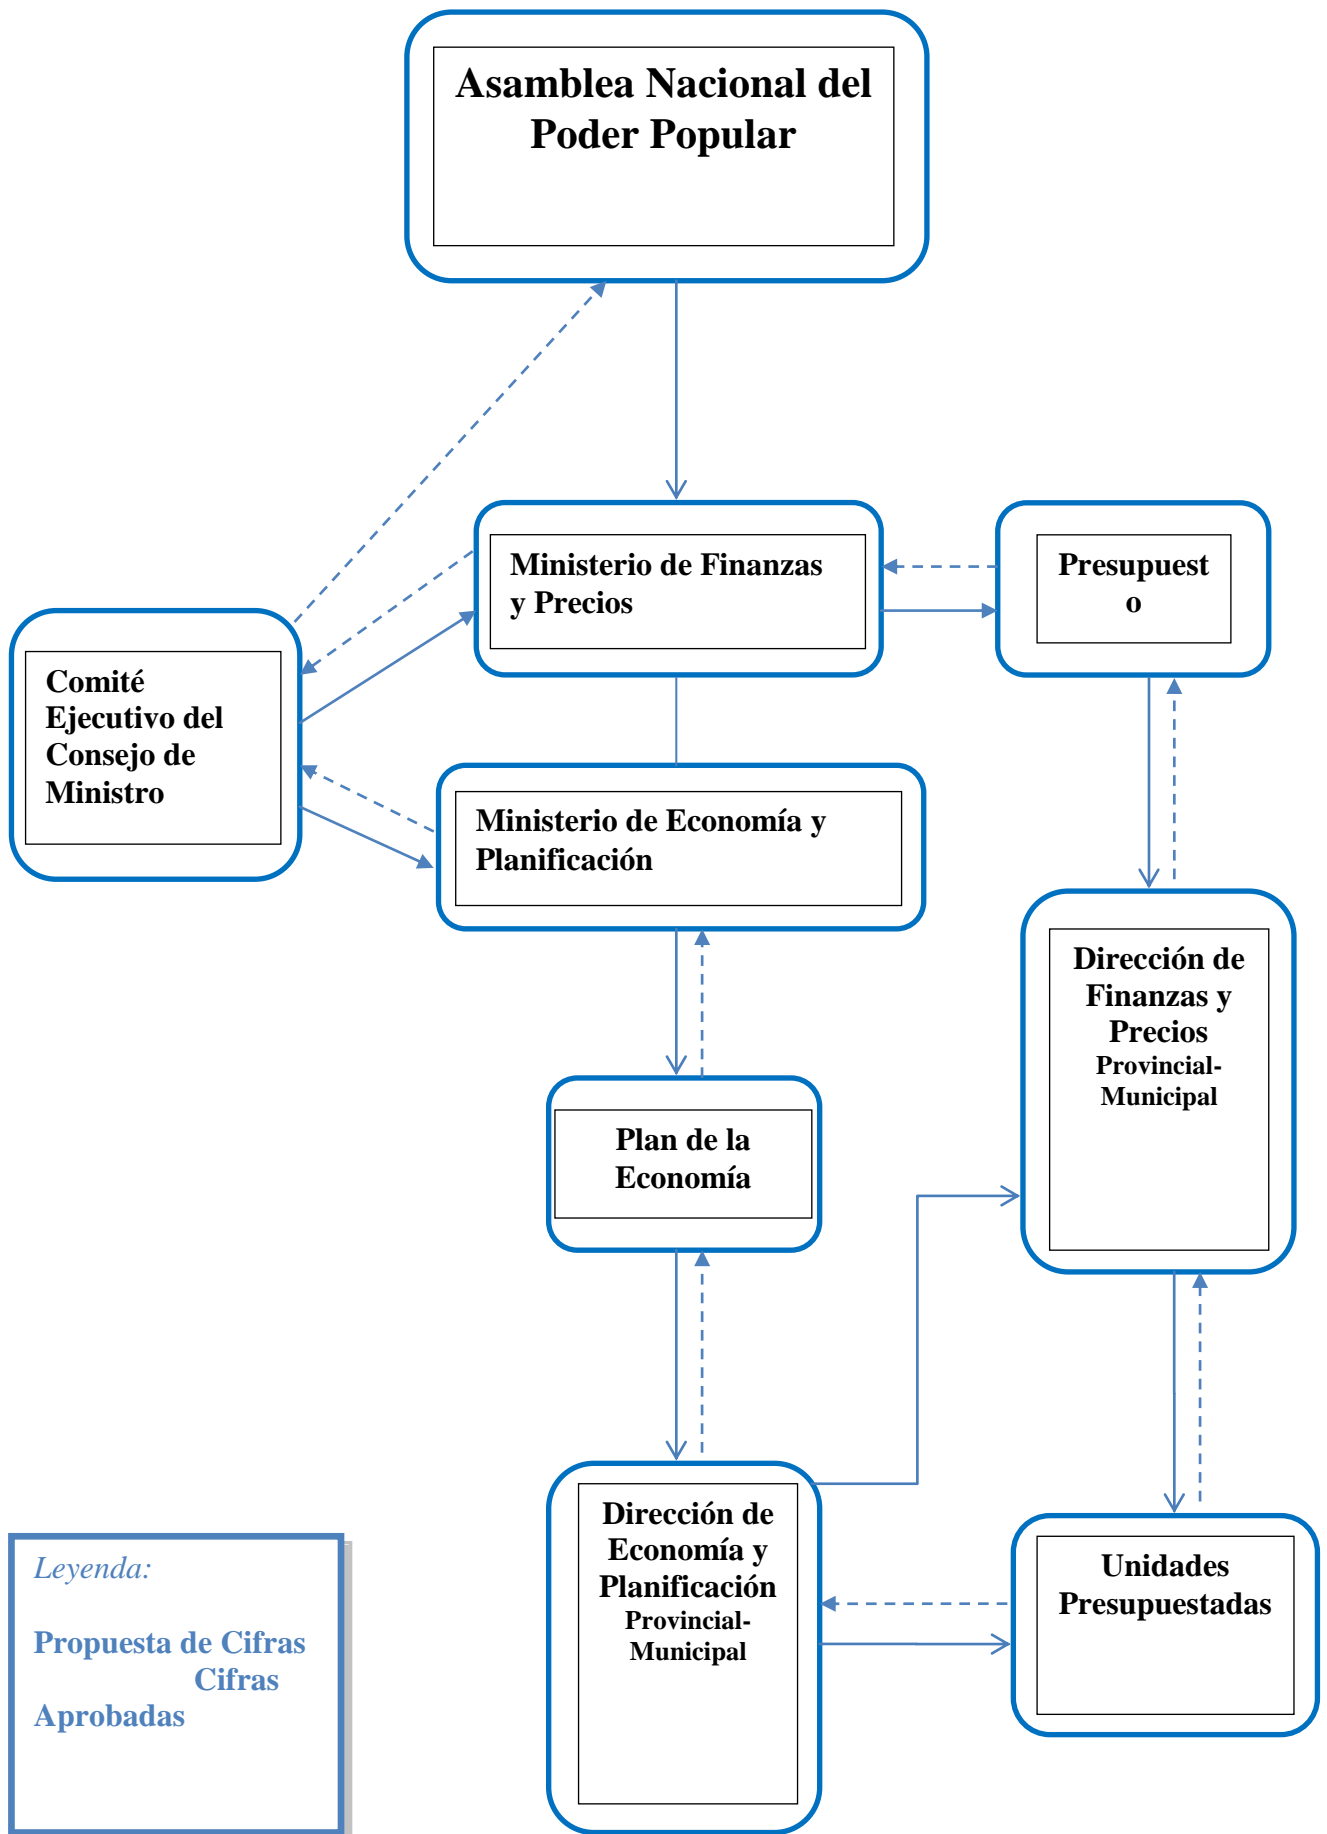 Asamblea Nacional del
Poder Popular
Ministerio de Finanzas
y Precios
Presupuest
o
Comité
Ejecutivo del
Consejo de
Ministro
Ministerio de Economía y
Planificación
Dirección de
Finanzas y
Precios
Provincial-
Municipal
Plan de la
Economía
Dirección de
Economía y
Planificación
Provincial-
Municipal
Unidades
Presupuestadas
Leyenda:
Propuesta de Cifras
Cifras
Aprobadas